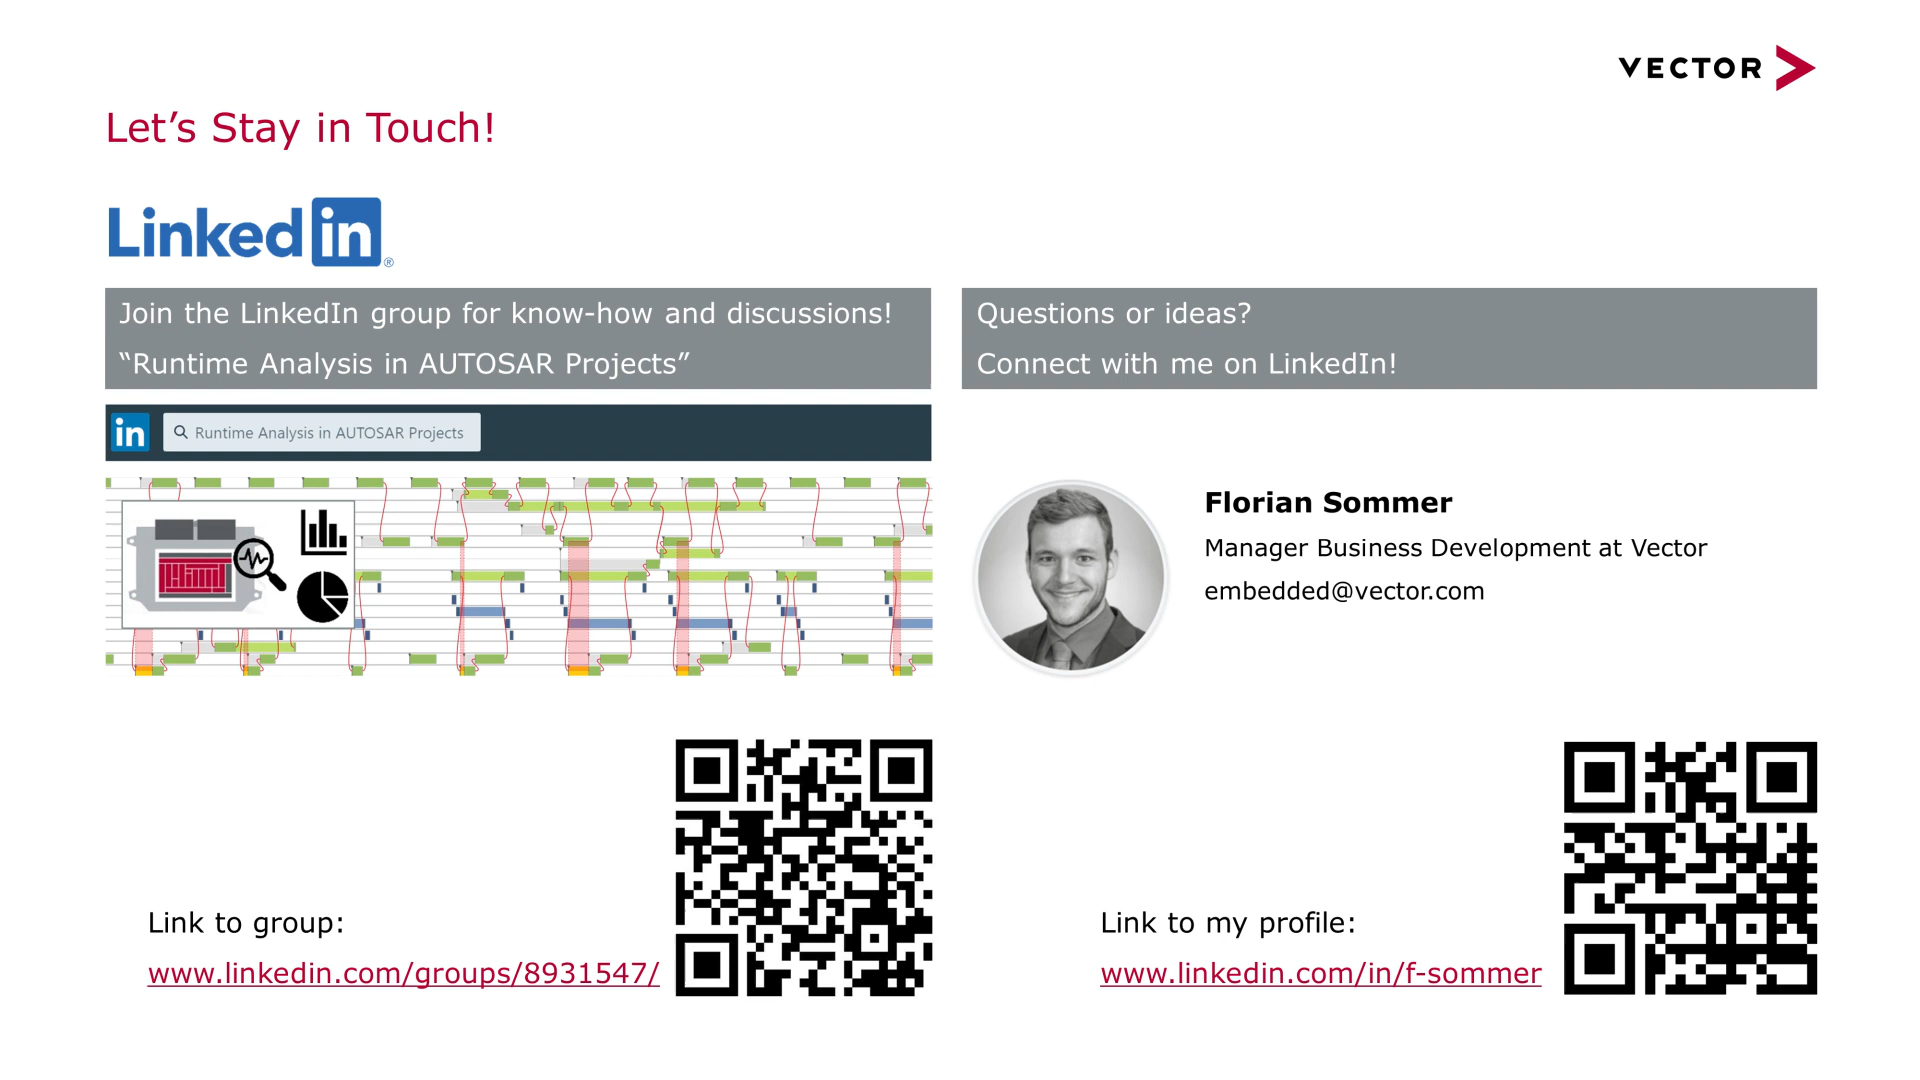 VECTOR
Let’s Stay in Touch!
Linked in®
Join the LinkedIn group for know-how and discussions!
“Runtime Analysis in AUTOSAR Projects”
in
Runtime Analysis in AUTOSAR Projects
Link to group:
www.linkedin.com/groups/8931547/
Questions or ideas?
Connect with me on LinkedIn!
Florian Sommer
Manager Business Development at Vector
embedded@vector.com
Link to my profile:
www.linkedin.com/in/f-sommer